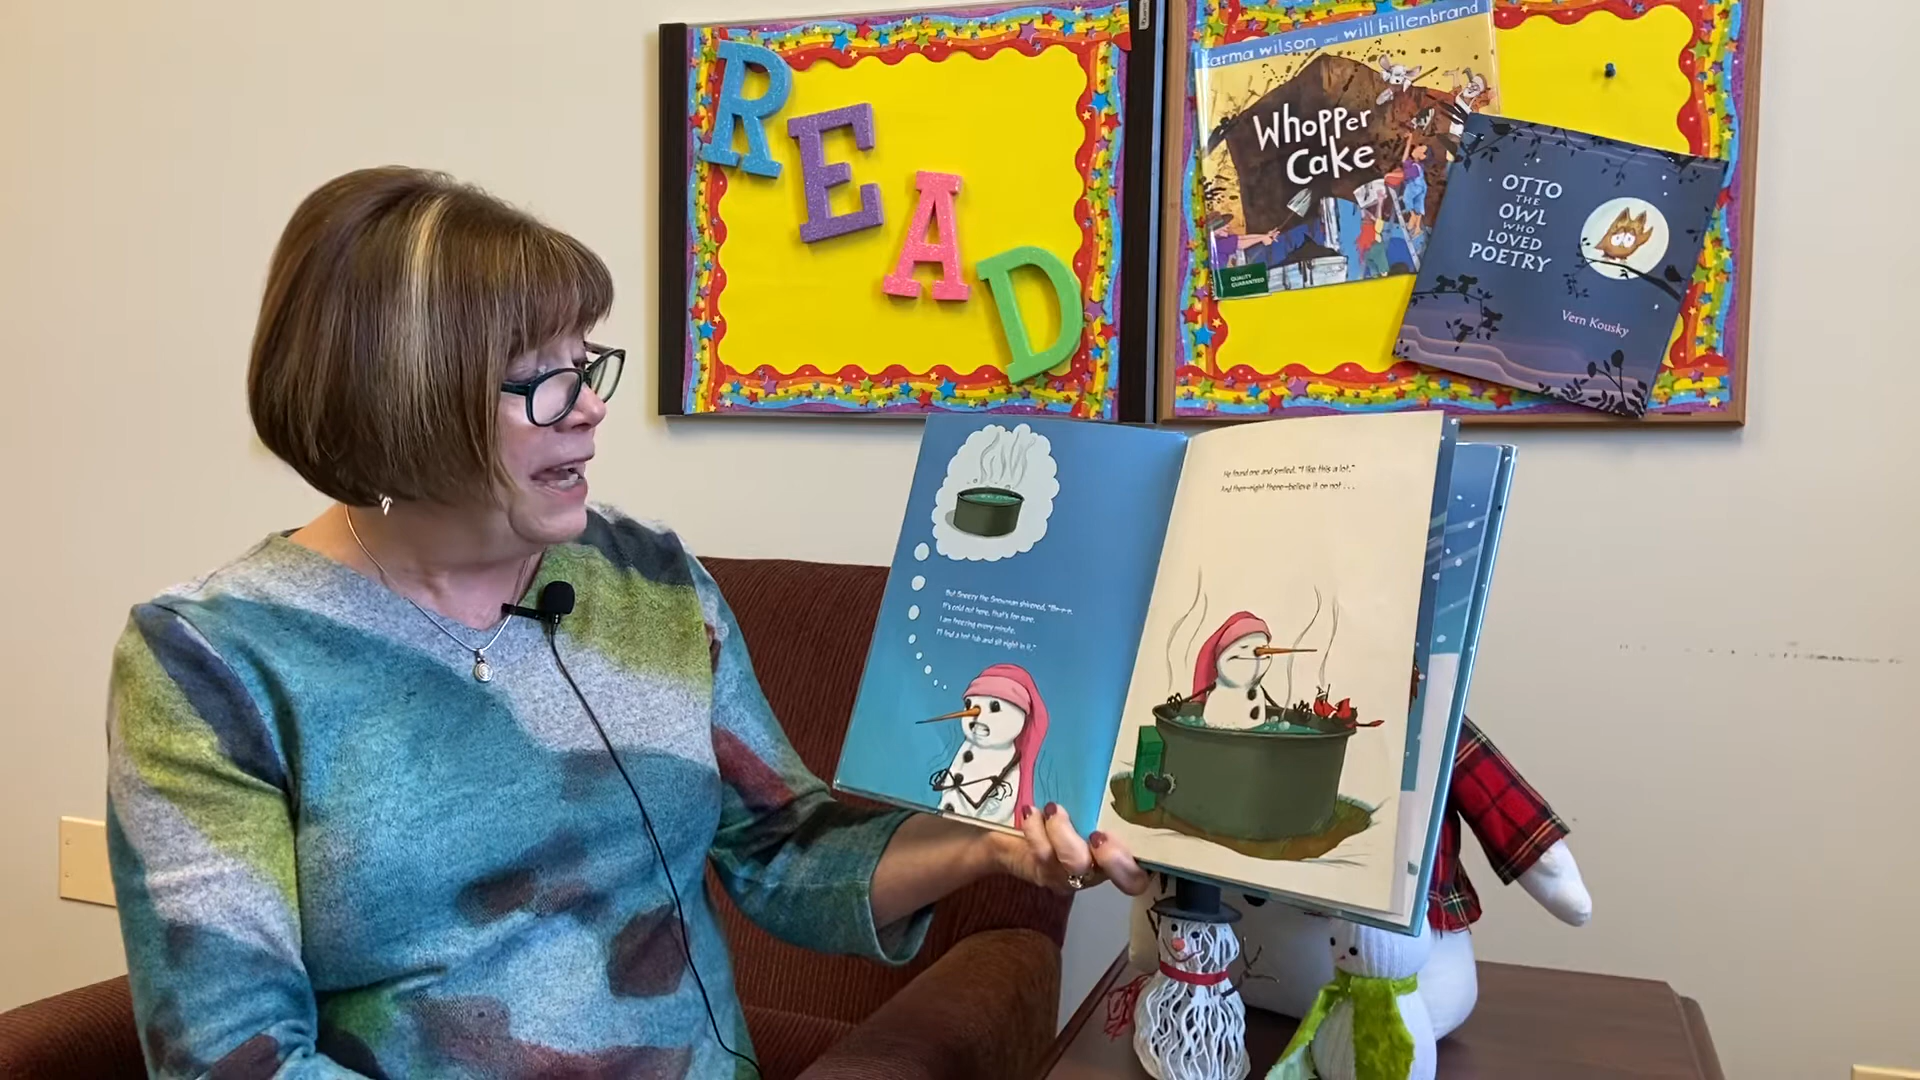 READ
Karma wilson and will hillenbrand
Whopper
Cake
QUALITY
GUARANTEED
OTTO
THE
OWL
WHO
LOVED
POETRY
Vern Kousky
He found one and smiled. "I like this a lot."
And then—right there—believe it or not . . .
But Sneezy the Snowman shivered, "Br-r-r.
It's cold out here, that's for sure.
I am freezing every minute.
I'll find a hot tub and sit right in it."